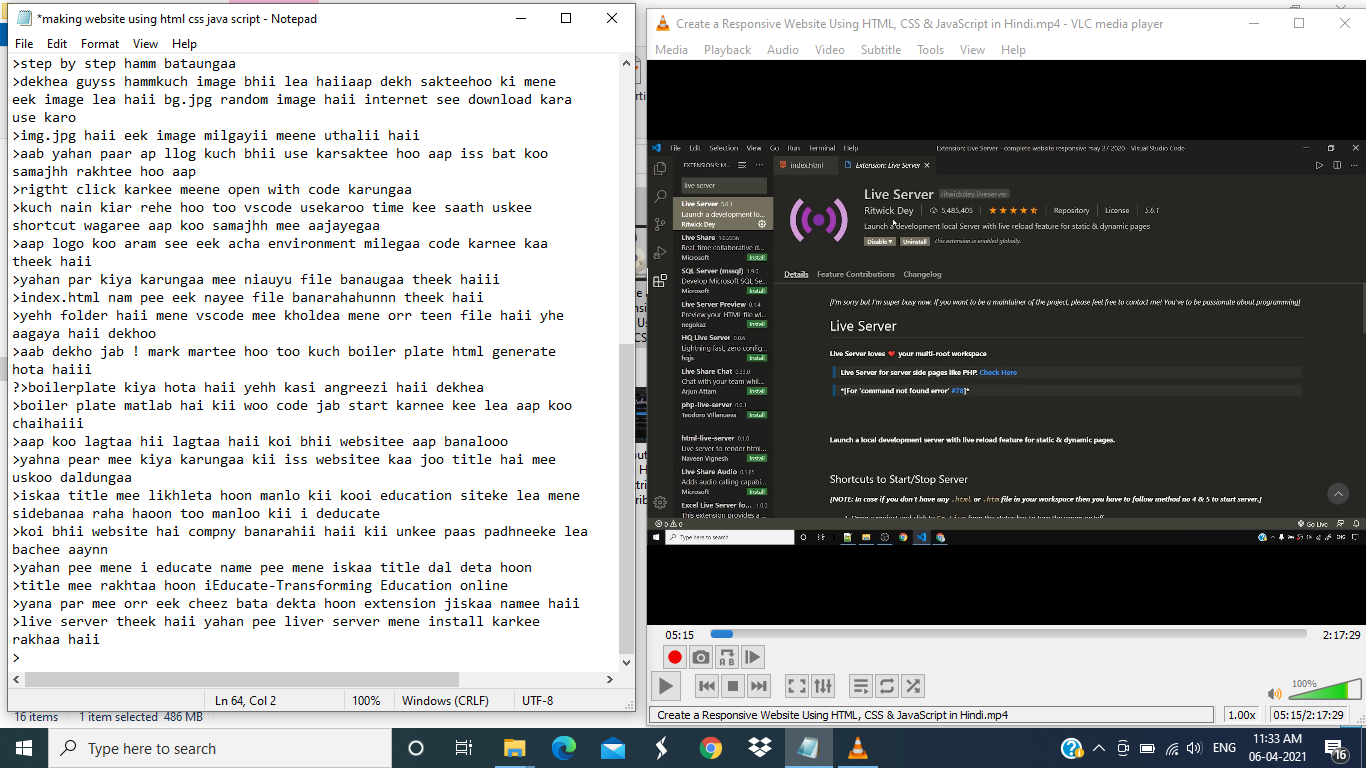 *making website using html css java script - Notepad
File Edit Format View Help
>step by step hamm bataungaa
>dekhea guyss hammkuch image bhii lea haiiaap dekh sakteehoo ki mene
eek image lea haii bg.jpg random image haii internet see download kara
use karo
>img.jpg haii eek image milgayii meene uthalii haii
>aab yahan paar ap llog kuch bhii use karsaktee hoo aap iss bat koo
samajhh rakhtee hoo aap
>rigtht click karkee meene open with code karungaa
>kuch nain kiar rehe hoo too vscode usekaroo time kee saath uskee
shortcut wagaree aap koo samajhh mee aajayegaa
>aap logo koo aram see eek acha environment milegaa code karnee kaa
theek haii
>yahan par kiya karungaa mee niauyu file banaugaa theek haiii
>index.html nam pee eek nayee file banarahahunnn theek haii
>yehh folder haii mene vscode mee kholdea mene orr teen file haii yhe
aagaya haii dekhoo
>aab dekho jab ! mark martee hoo too kuch boiler plate html generate
hota haiii
?>boilerplate kiya hota haii yehh kasi angreezi haii dekhea
>boiler plate matlab hai kii woo code jab start karnee kee lea aap koo
chaihaiii
>aap koo lagtaa hii lagtaa haii koi bhii websitee aap banalooo
>yahna pear mee kiya karungaa kii iss websitee kaa joo title hai mee
uskoo daldungaa
>iskaa title mee likhleta hoon manlo kii kooi education siteke lea mene
sidebanaa raha haoon too manloo kii i deducate
>koi bhii website hai compny banarahii haii kii unkee paas padhneeke lea
bachee aaynn
>yahan pee mene i educate name pee mene iskaa title dal deta hoon
>title mee rakhtaa hoon iEducate-Transforming Education online
>yana par mee orr eek cheez bata dekta hoon extension jiskaa namee haii
>live server theek haii yahan pee liver server mene install karkee
rakhaa haii
>
Ln 64, Col 2 100% Windows (CRLF) UTF-8
16 items 1 item selected 486 MB
Create a Responsive Website Using HTML, CSS & JavaScript in Hindi.mp4 - VLC media player
Media Playback Audio Video Subtitle Tools View Help
File Edit Selection View Go Run Terminal Help
Extension: Live Server - complete website responsive may 27 2020 - Visual Studio Code
EXTENSIONS: M...
index.html
Extension: Live Server
live server
Live Server
Launch a development lo...
Ritwick Dey
Live Share
Real-time collaborative d...
Microsoft Install
SQL Server (mssql) 1.9.0
Develop Microsoft SQL Se...
Microsoft Install
Live Server Preview 0.1.4
Preview your HTML file wi...
negokaz Install
HQ Live Server
Lightning fast, zero config...
hqjs Install
Live Share Chat
Chat with your team whil...
Arjun Attam Install
php-live-server
Teodoro Villanueva Install
html-live-server 0.1.0
Live-server to render html...
Naveen Vignesh Install
Live Share Audio
Adds audio calling capabi...
Microsoft Install
Excel Live Server fo... 1.0.0
This extension provides a
Live Server ritwickdey.liveserver
Ritwick Dey 5,485,405 Repository License 5.6.1
Launch a development local Server with live reload feature for static & dynamic pages
Disable Uninstall This extension is enabled globally.
Details Feature Contributions Changelog
[I'm sorry but I'm super busy now. If you want to be a maintainer of the project, please feel free to contact me! You've to be passionate about programming]
Live Server
Live Server loves ❤ your multi-root workspace
Live Server for server side pages like PHP. Check Here
*[For 'command not found error' #78]*
Launch a local development server with live reload feature for static & dynamic pages.
Shortcuts to Start/Stop Server
[NOTE: In case if you don't have any .html or .htm file in your workspace then you have to follow method no 4 & 5 to start server.]
Go Live
Type here to search
05:15 2:17:29
100%
Create a Responsive Website Using HTML, CSS & JavaScript in Hindi.mp4
1.00x 05:15/2:17:29
Type here to search
ENG
11:33 AM
06-04-2021
16